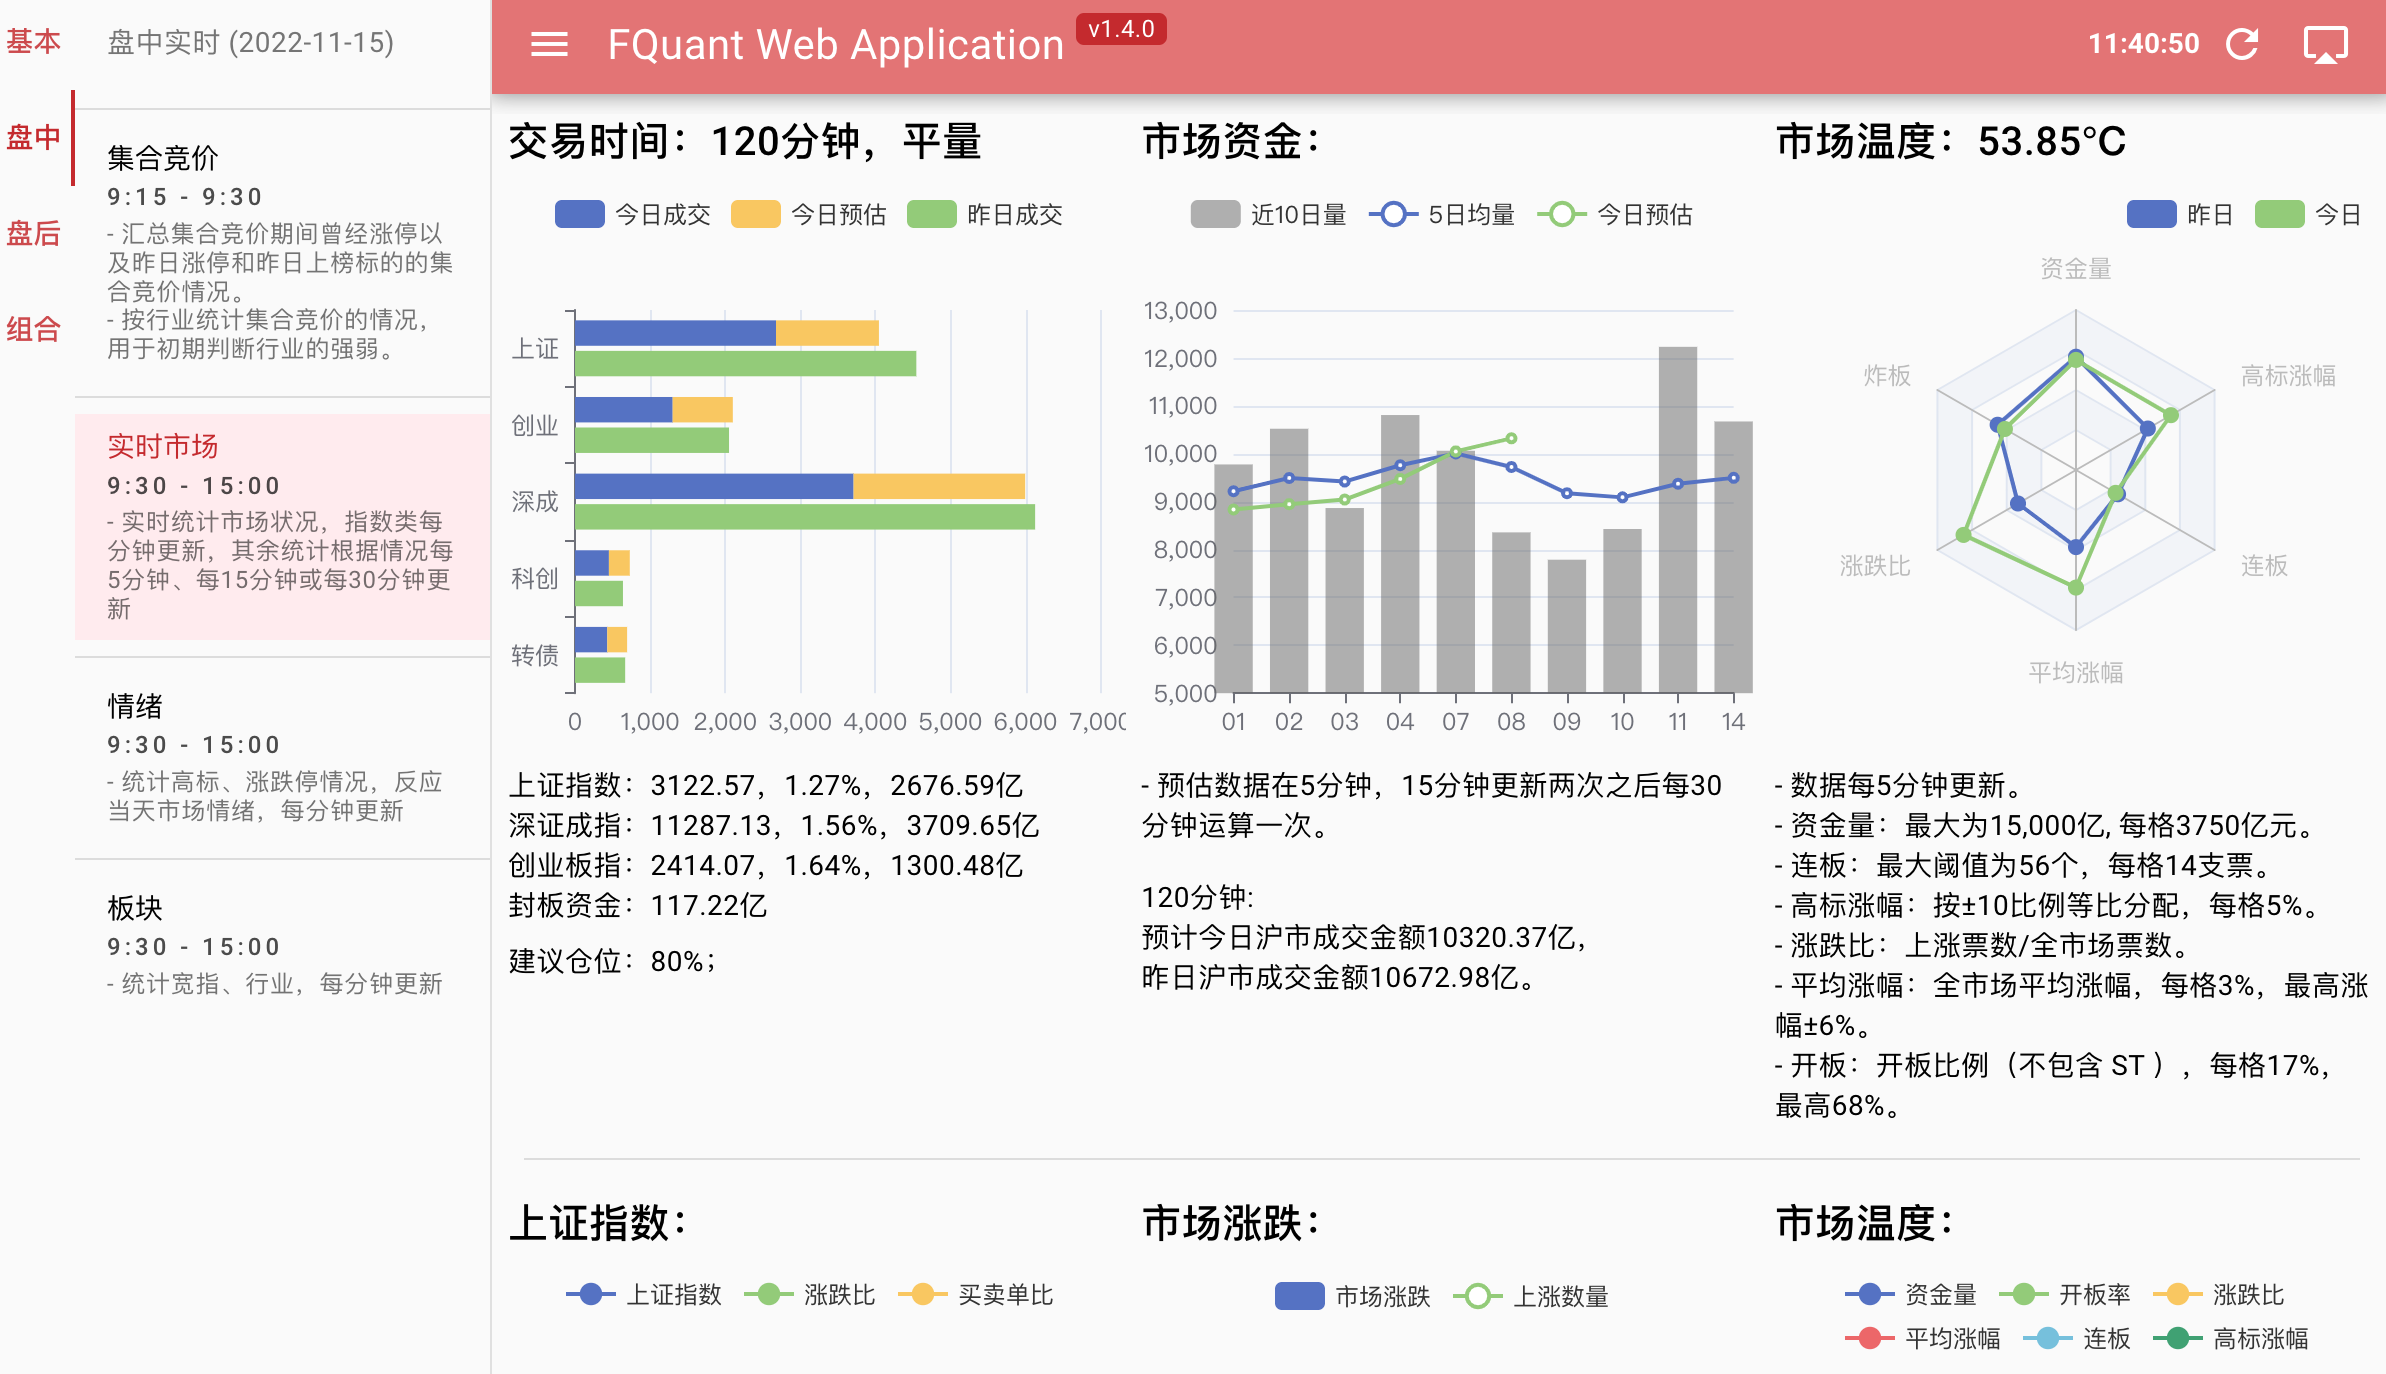 基本
盘中
盘后
组合
盘中实时 (2022-11-15)
集合竞价
9:15 - 9:30
- 汇总集合竞价期间曾经涨停以
及昨日涨停和昨日上榜标的的集
合竞价情况。
- 按行业统计集合竞价的情况，
用于初期判断行业的强弱。
实时市场
9:30 - 15:00
- 实时统计市场状况，指数类每
分钟更新，其余统计根据情况每
5分钟、每15分钟或每30分钟更
新
情绪
9:30 - 15:00
- 统计高标、涨跌停情况，反应
当天市场情绪，每分钟更新
板块
9:30 - 15:00
- 统计宽指、行业，每分钟更新
FQuant Web Application v1.4.0
11:40:50
交易时间：120分钟，平量
今日成交 今日预估 昨日成交
上证
创业
深成
科创
转债
0 1,000 2,000 3,000 4,000 5,000 6,000 7,000
上证指数：3122.57，1.27%，2676.59亿
深证成指：11287.13，1.56%，3709.65亿
创业板指：2414.07，1.64%，1300.48亿
封板资金：117.22亿
建议仓位：80%；
市场资金：
近10日量 5日均量 今日预估
13,000
12,000
11,000
10,000
9,000
8,000
7,000
6,000
5,000
01 02 03 04 07 08 09 10 11 14
- 预估数据在5分钟，15分钟更新两次之后每30
分钟运算一次。
120分钟:
预计今日沪市成交金额10320.37亿，
昨日沪市成交金额10672.98亿。
市场温度：53.85℃
昨日 今日
资金量
炸板 高标涨幅
涨跌比 连板
平均涨幅
- 数据每5分钟更新。
- 资金量：最大为15,000亿, 每格3750亿元。
- 连板：最大阈值为56个，每格14支票。
- 高标涨幅：按±10比例等比分配，每格5%。
- 涨跌比：上涨票数/全市场票数。
- 平均涨幅：全市场平均涨幅，每格3%，最高涨
幅±6%。
- 开板：开板比例（不包含 ST ），每格17%，
最高68%。
上证指数：
上证指数 涨跌比 买卖单比
市场涨跌：
市场涨跌 上涨数量
市场温度：
资金量 开板率 涨跌比
平均涨幅 连板 高标涨幅